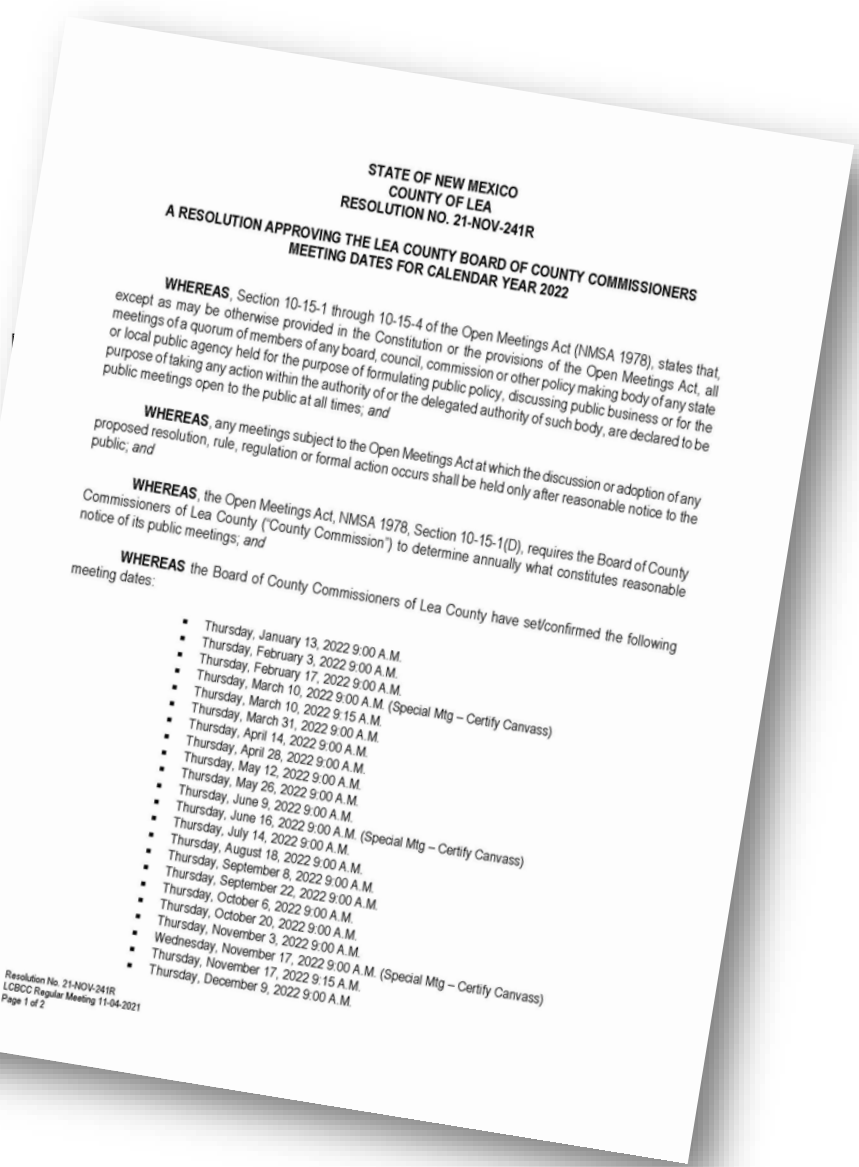 STATE OF NEW MEXICO
COUNTY OF LEA
RESOLUTION NO. 21-NOV-241R
A RESOLUTION APPROVING THE LEA COUNTY BOARD OF COUNTY COMMISSIONERS
MEETING DATES FOR CALENDAR YEAR 2022
WHEREAS, Section 10-15-1 through 10-15-4 of the Open Meetings Act (NMSA 1978), states that,
except as may be otherwise provided in the Constitution or the provisions of the Open Meetings Act, all
meetings of a quorum of members of any board, council, commission or other policy making body of any state
or local public agency held for the purpose of formulating public policy, discussing public business or for the
purpose of taking any action within the authority of or the delegated authority of such body, are declared to be
public meetings open to the public at all times; and
WHEREAS, any meetings subject to the Open Meetings Act at which the discussion or adoption of any
proposed resolution, rule, regulation or formal action occurs shall be held only after reasonable notice to the
public; and
WHEREAS, the Open Meetings Act, NMSA 1978, Section 10-15-1(D), requires the Board of County
Commissioners of Lea County ("County Commission") to determine annually what constitutes reasonable
notice of its public meetings; and
WHEREAS the Board of County Commissioners of Lea County have set/confirmed the following
meeting dates:
▪ Thursday, January 13, 2022 9:00 A.M.
▪ Thursday, February 3, 2022 9:00 A.M.
▪ Thursday, February 17, 2022 9:00 A.M.
▪ Thursday, March 10, 2022 9:00 A.M. (Special Mtg – Certify Canvass)
▪ Thursday, March 10, 2022 9:15 A.M.
▪ Thursday, March 31, 2022 9:00 A.M.
▪ Thursday, April 14, 2022 9:00 A.M.
▪ Thursday, April 28, 2022 9:00 A.M.
▪ Thursday, May 12, 2022 9:00 A.M.
▪ Thursday, May 26, 2022 9:00 A.M.
▪ Thursday, June 9, 2022 9:00 A.M.
▪ Thursday, June 16, 2022 9:00 A.M. (Special Mtg – Certify Canvass)
▪ Thursday, July 14, 2022 9:00 A.M.
▪ Thursday, August 18, 2022 9:00 A.M.
▪ Thursday, September 8, 2022 9:00 A.M.
▪ Thursday, September 22, 2022 9:00 A.M.
▪ Thursday, October 6, 2022 9:00 A.M.
▪ Thursday, October 20, 2022 9:00 A.M.
▪ Thursday, November 3, 2022 9:00 A.M.
▪ Wednesday, November 17, 2022 9:00 A.M. (Special Mtg – Certify Canvass)
▪ Thursday, November 17, 2022 9:15 A.M.
▪ Thursday, December 9, 2022 9:00 A.M.
Resolution No. 21-NOV-241R
LCBCC Regular Meeting 11-04-2021
Page 1 of 2